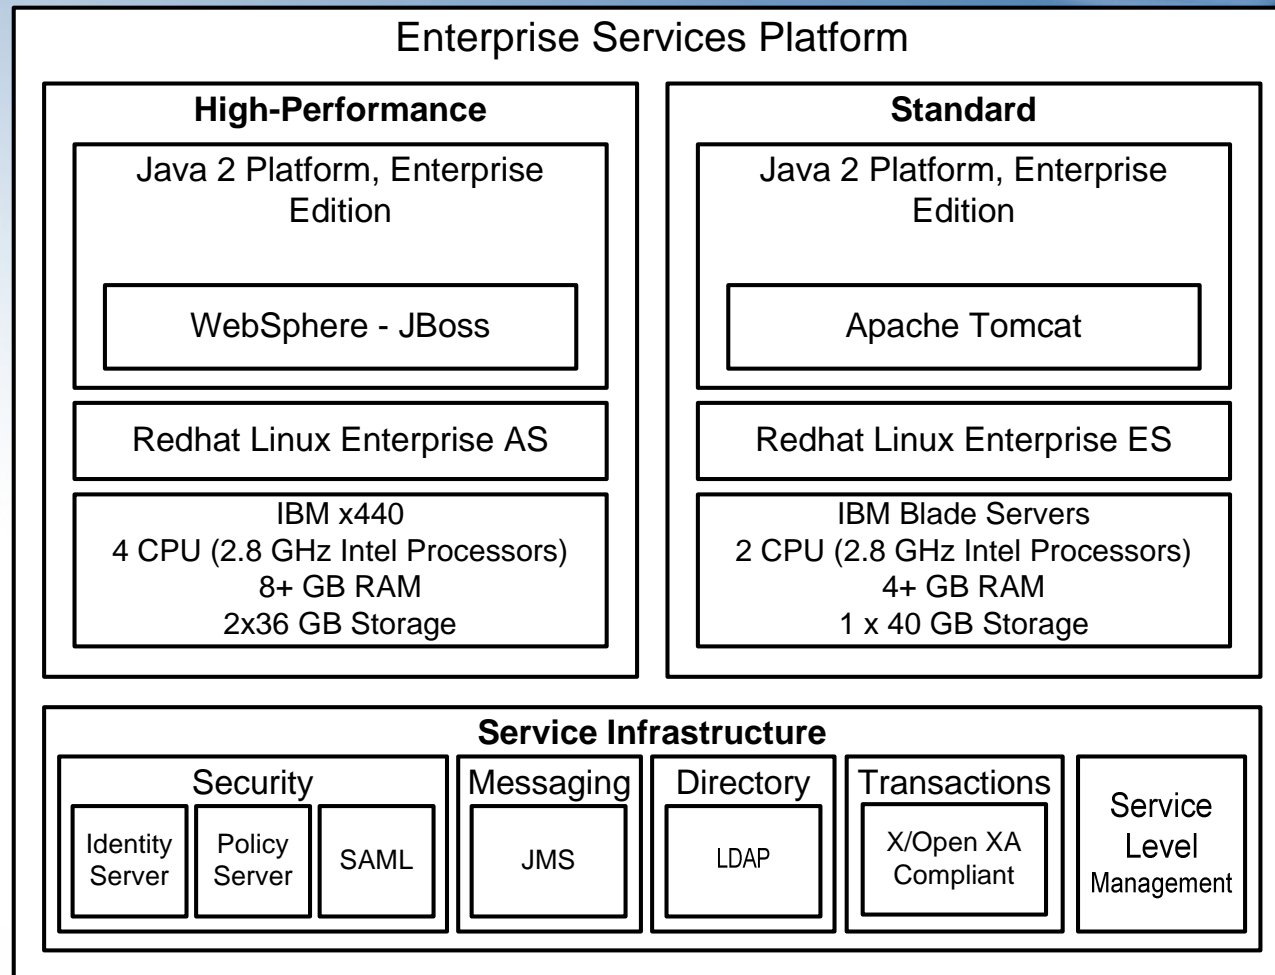 Enterprise Services Platform
High-Performance
Java 2 Platform, Enterprise
Edition
WebSphere - JBoss
Redhat Linux Enterprise AS
IBM x440
4 CPU (2.8 GHz Intel Processors)
8+ GB RAM
2x36 GB Storage
Standard
Java 2 Platform, Enterprise
Edition
Apache Tomcat
Redhat Linux Enterprise ES
IBM Blade Servers
2 CPU (2.8 GHz Intel Processors)
4+ GB RAM
1 x 40 GB Storage
Service Infrastructure
Security
Identity
Server
Policy
Server
SAML
Messaging
JMS
Directory
LDAP
Transactions
X/Open XA
Compliant
Service
Level
Management